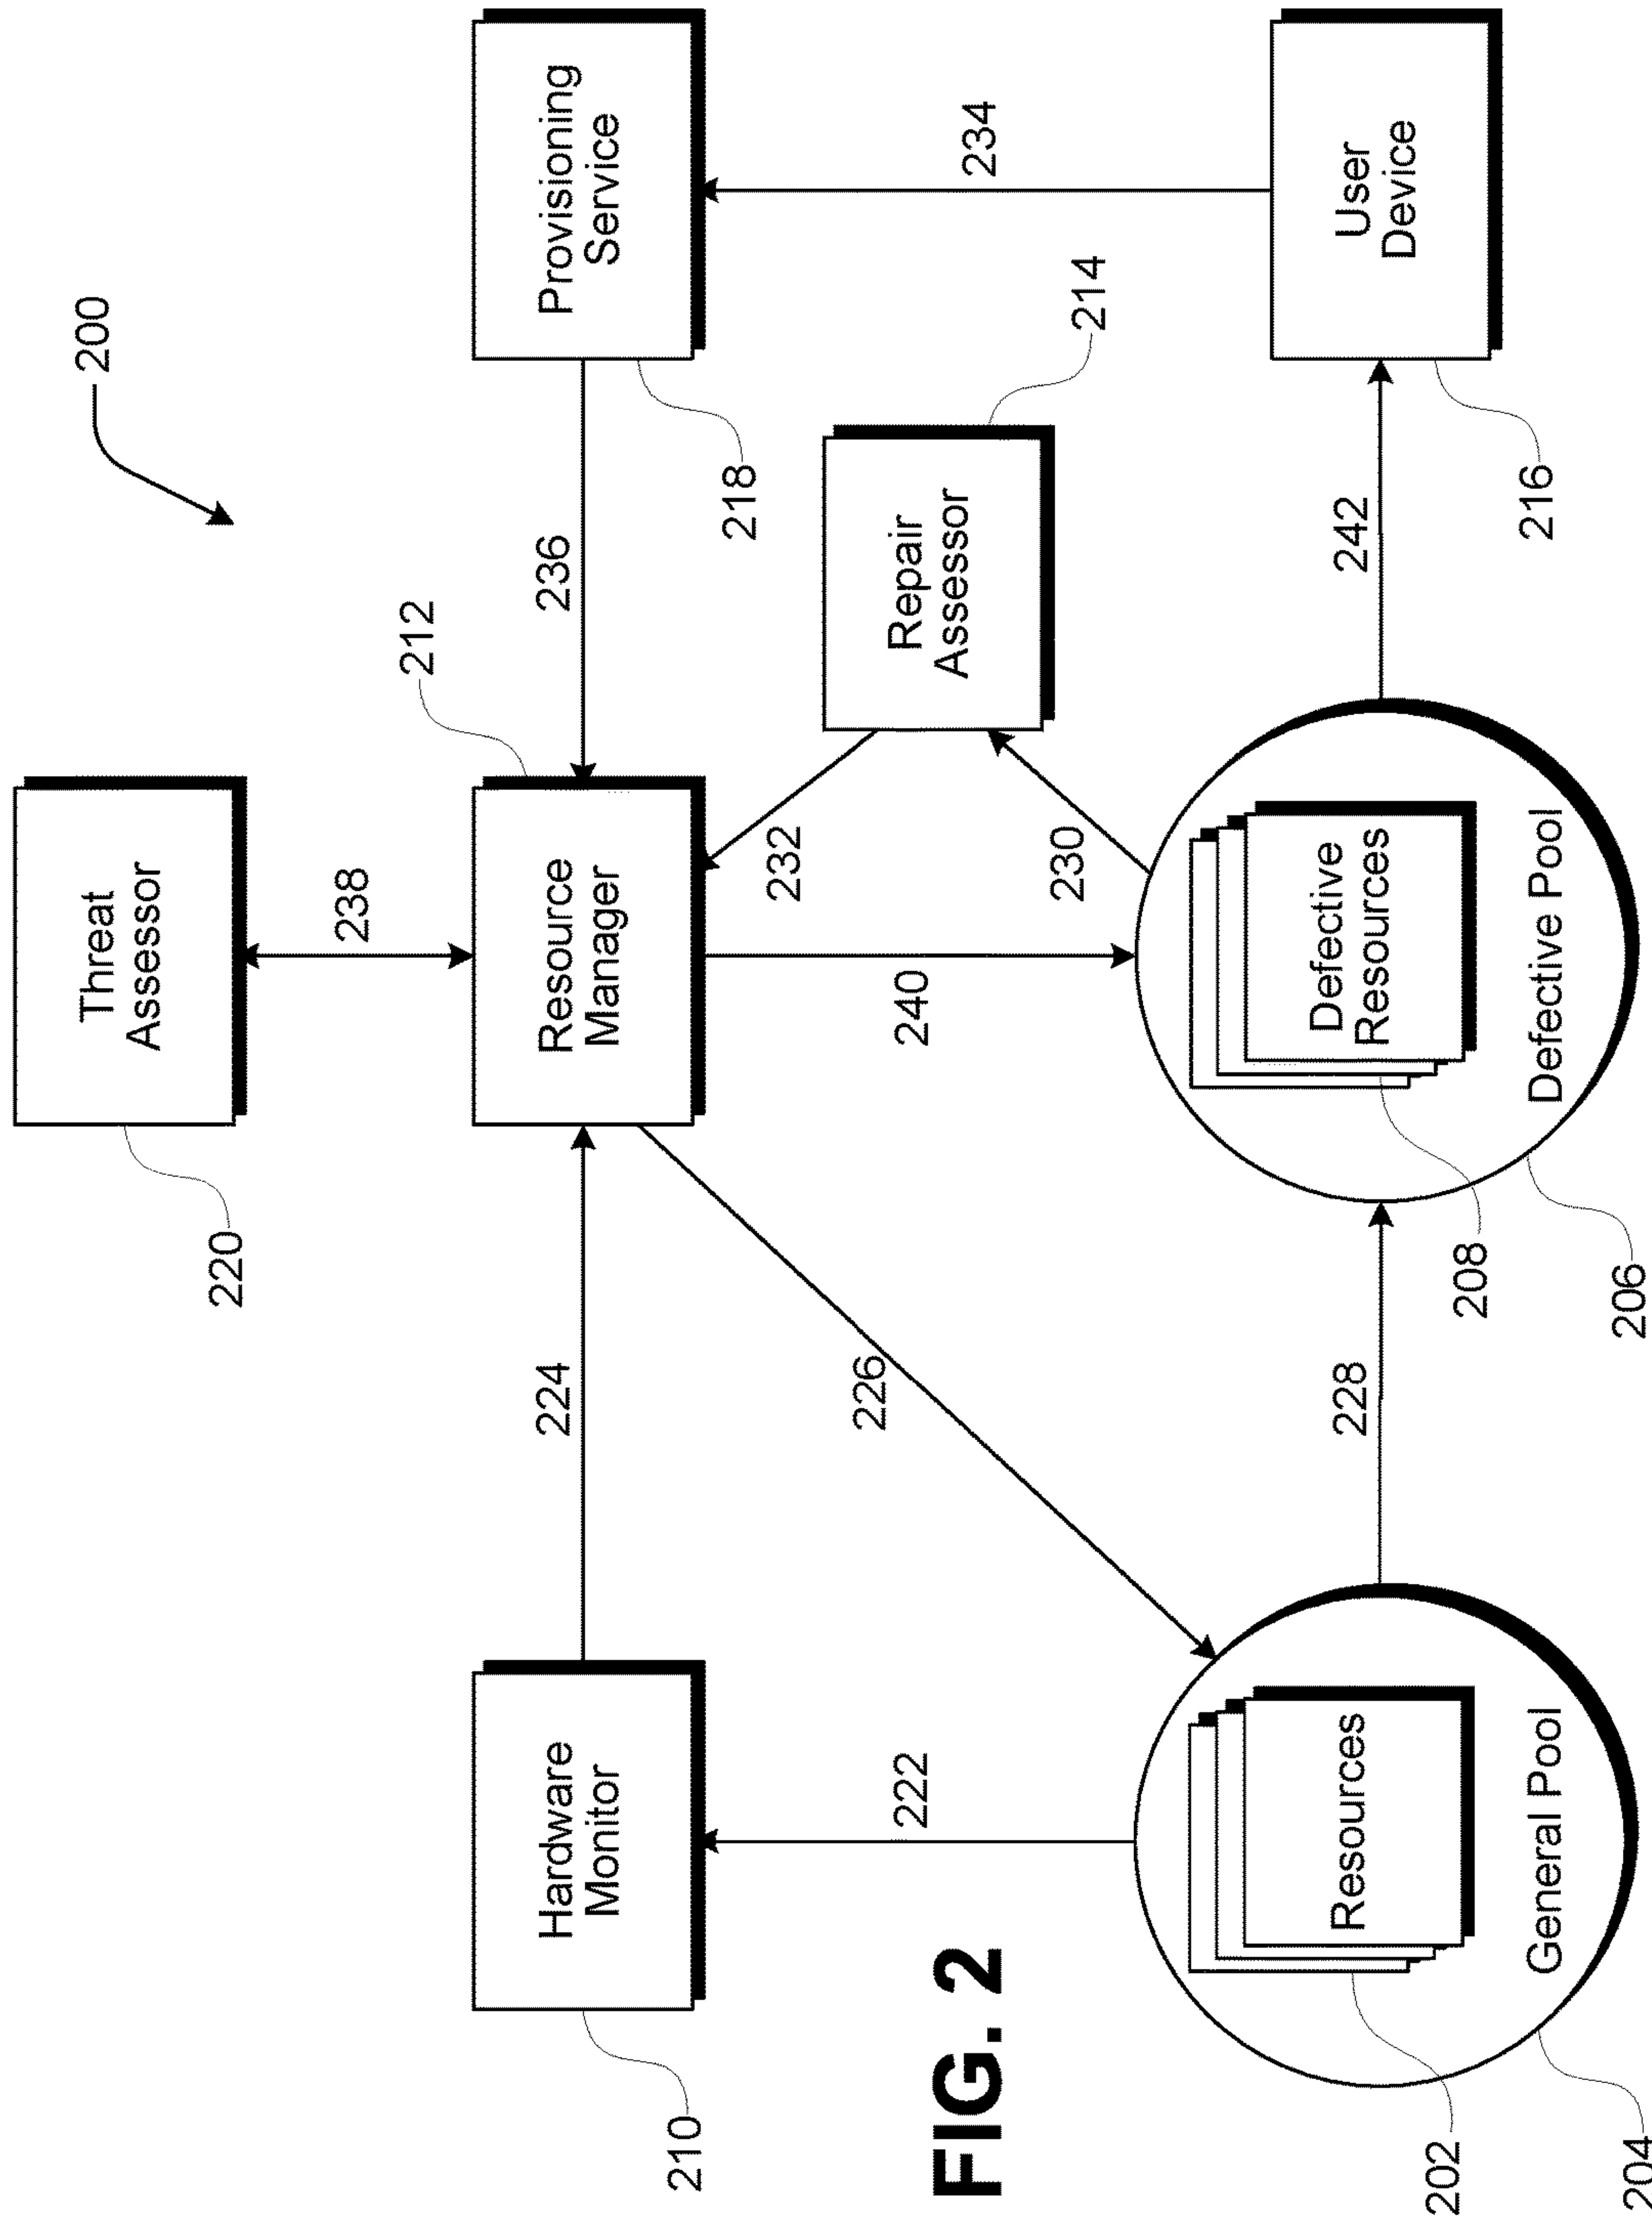 200
Threat
Assessor
220
238
212
Hardware
Monitor
210
224
Resource
Manager
236
Provisioning
Service
218
222
226
240
232
Repair
Assessor
214
234
230
Resources
General Pool
202
204
228
Defective
Resources
Defective Pool
208
206
242
User
Device
216
FIG. 2